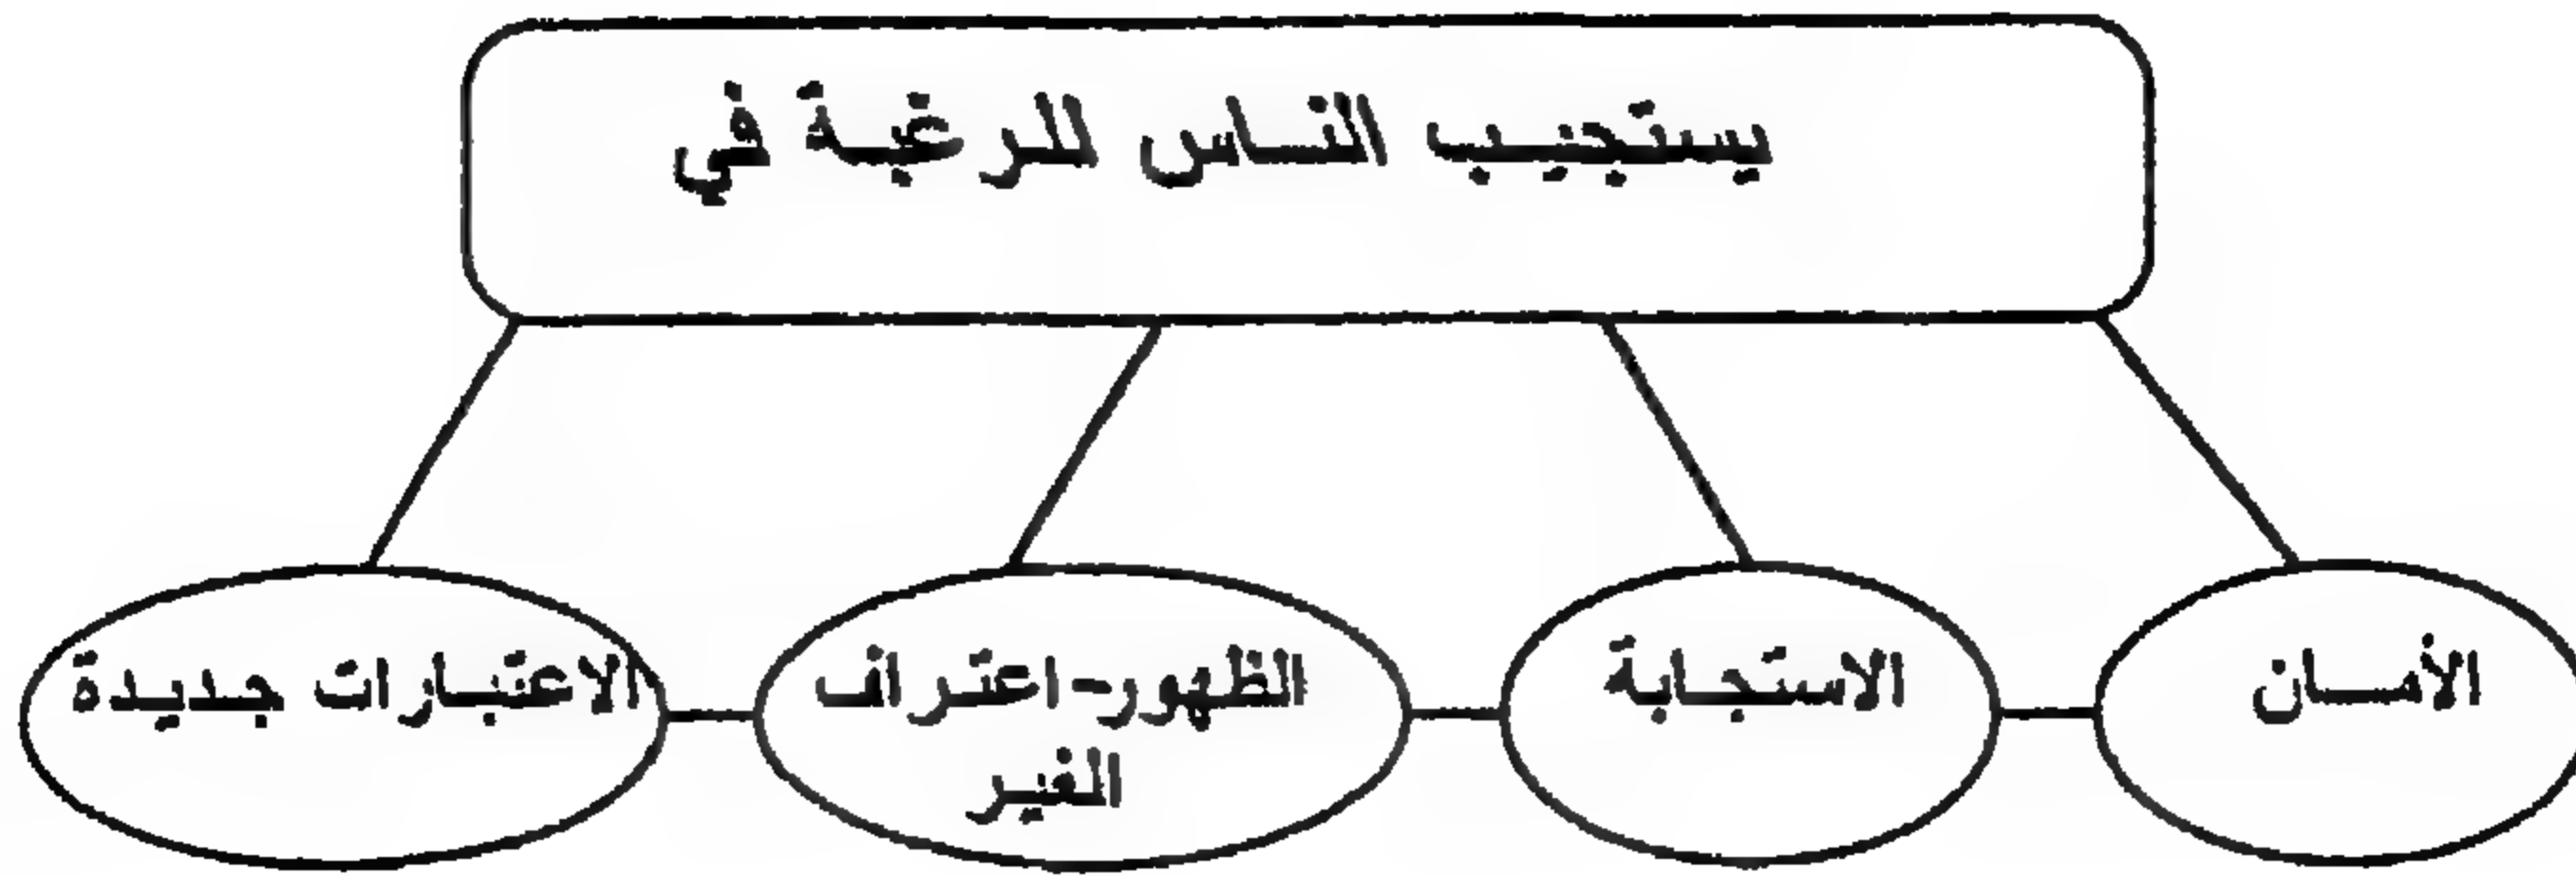 يستجيب الناس للرغبة في
الأمان
الاستجابة
الظهور-اعتراف
الغير
الاعتبارات جديدة